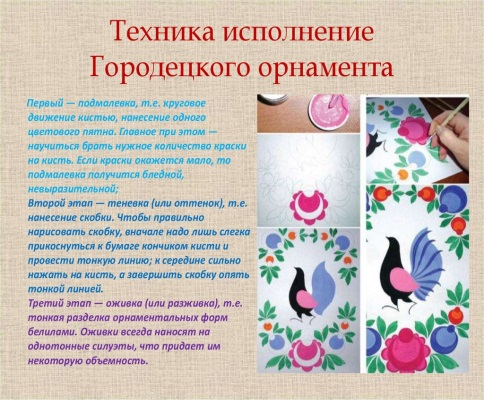 Техника исполнение
Городецкого орнамента
Первый — подмалевка, т.е. круговое
движение кистью, нанесение одного
цветового пятна. Главное при этом —
научиться брать нужное количество краски
на кисть. Если краски окажется мало, то
подмалевка получится бледной,
невыразительной;
Второй этап — теневка (или оттенок), т.е.
нанесение скобки. Чтобы правильно
нарисовать скобку, вначале надо лишь слегка
прикоснуться к бумаге кончиком кисти и
провести тонкую линию; к середине сильно
нажать на кисть, а завершить скобку опять
тонкой линией.
Третий этап — оживка (или разживка), т.е.
тонкая разделка орнаментальных форм
белилами. Оживки всегда наносят на
однотонные силуэты, что придает им
некоторую объемность.